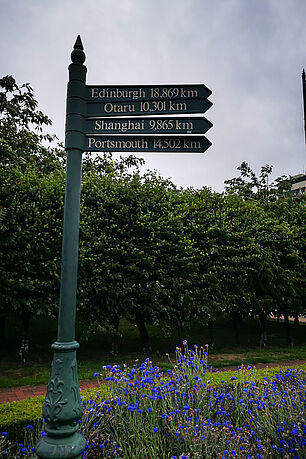 Edinburgh 18,869 km
Otaru 10,301 km
Shanghai 9,865 km
Portsmouth 14,502 km